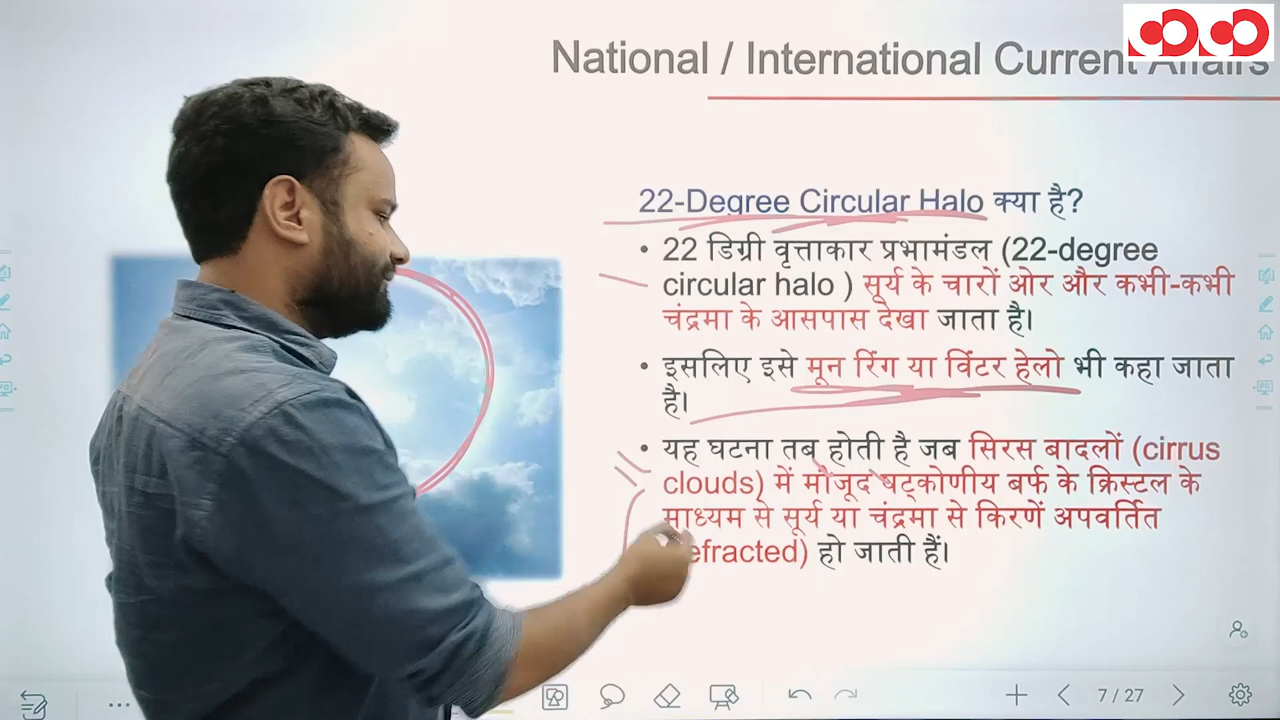 National / International Current Affairs
22-Degree Circular Halo क्या है?
• 22 डिग्री वृत्ताकार प्रभामंडल (22-degree
circular halo ) सूर्य के चारों ओर और कभी-कभी
चंद्रमा के आसपास देखा जाता है।
• इसलिए इसे मून रिंग या विंटर हेलो भी कहा जाता
है।
• यह घटना तब होती है जब सिरस बादलों (cirrus
clouds) में मौजूद षट्कोणीय बर्फ के क्रिस्टल के
माध्यम से सूर्य या चंद्रमा से किरणें अपवर्तित
efracted) हो जाती हैं।
7 / 27